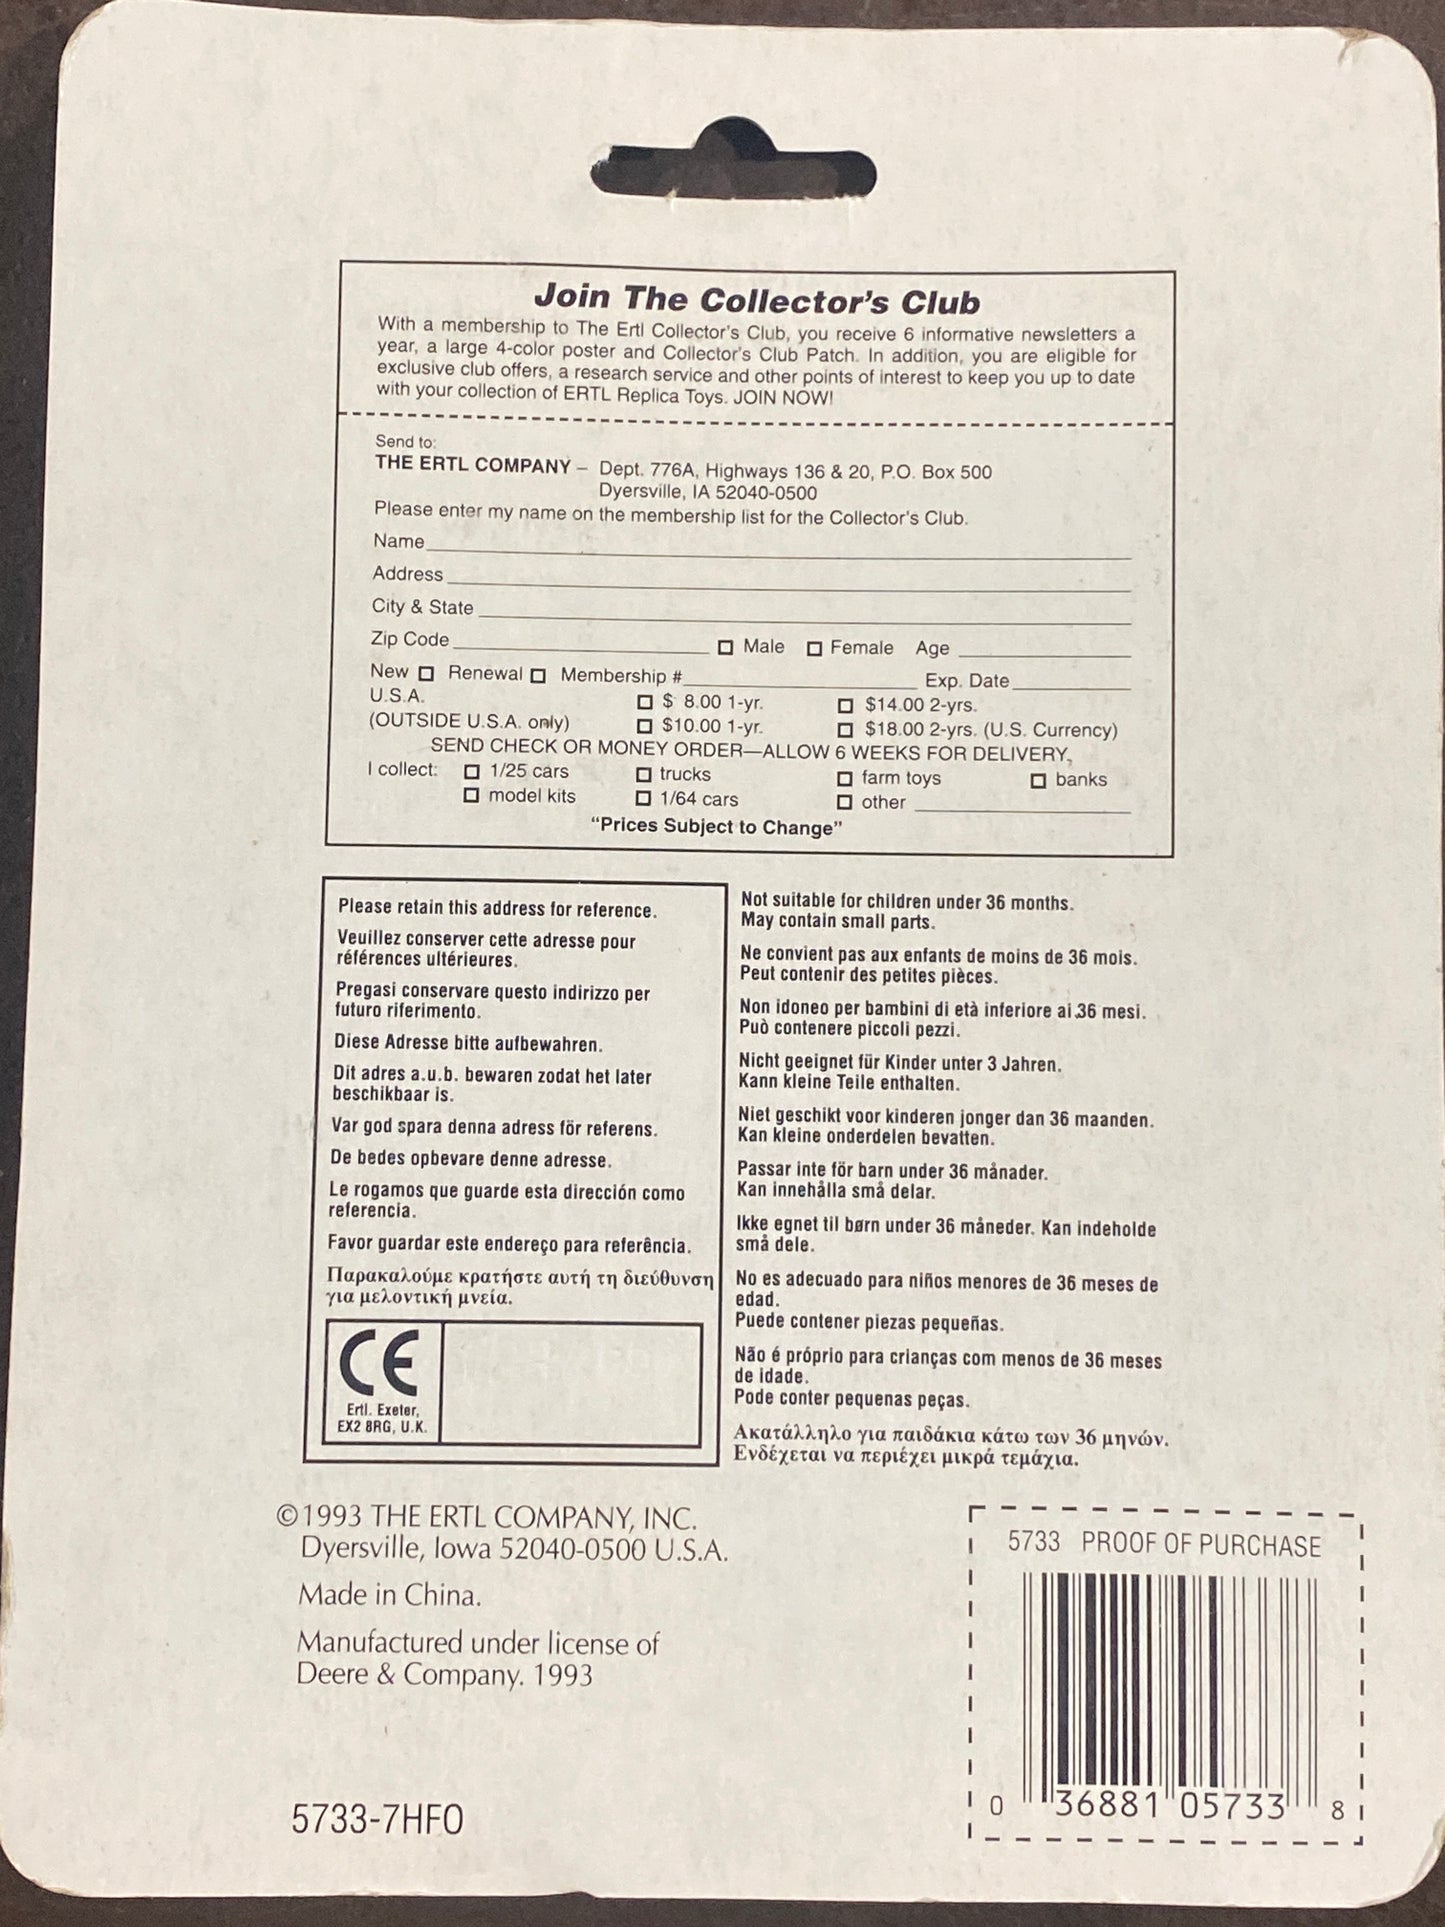 Join The Collector's Club
With a membership to The Ertl Collector's Club, you receive 6 informative newsletters a
year, a large 4-color poster and Collector's Club Patch. In addition, you are eligible for
exclusive club offers, a research service and other points of interest to keep you up to date
with your collection of ERTL Replica Toys. JOIN NOW!
Send to:
THE ERTL COMPANY – Dept. 776A, Highways 136 & 20, P.O. Box 500
Dyersville, IA 52040-0500
Please enter my name on the membership list for the Collector's Club.
Name
Address
City & State
Zip Code ☐ Male ☐ Female Age
New ☐ Renewal ☐ Membership # Exp. Date
U.S.A. ☐ $ 8.00 1-yr. ☐ $14.00 2-yrs.
(OUTSIDE U.S.A. only) ☐ $10.00 1-yr. ☐ $18.00 2-yrs. (U.S. Currency)
SEND CHECK OR MONEY ORDER—ALLOW 6 WEEKS FOR DELIVERY.
I collect: ☐ 1/25 cars ☐ trucks ☐ farm toys ☐ banks
☐ model kits ☐ 1/64 cars ☐ other
"Prices Subject to Change"
Please retain this address for reference.
Veuillez conserver cette adresse pour
références ultérieures.
Pregasi conservare questo indirizzo per
futuro riferimento.
Diese Adresse bitte aufbewahren.
Dit adres a.u.b. bewaren zodat het later
beschikbaar is.
Var god spara denna adress för referens.
De bedes opbevare denne adresse.
Le rogamos que guarde esta dirección como
referencia.
Favor guardar este endereço para referência.
Παρακαλούμε κρατήστε αυτή τη διεύθυνση
για μελοντική μνεία.
CE
Ertl. Exeter,
EX2 8RG, U.K.
Not suitable for children under 36 months.
May contain small parts.
Ne convient pas aux enfants de moins de 36 mois.
Peut contenir des petites pièces.
Non idoneo per bambini di età inferiore ai 36 mesi.
Può contenere piccoli pezzi.
Nicht geeignet für Kinder unter 3 Jahren.
Kann kleine Teile enthalten.
Niet geschikt voor kinderen jonger dan 36 maanden.
Kan kleine onderdelen bevatten.
Passar inte för barn under 36 månader.
Kan innehålla små delar.
Ikke egnet til børn under 36 måneder. Kan indeholde
små dele.
No es adecuado para niños menores de 36 meses de
edad.
Puede contener piezas pequeñas.
Não é próprio para crianças com menos de 36 meses
de idade.
Pode conter pequenas peças.
Ακατάλληλο για παιδάκια κάτω των 36 μηνών.
Ενδέχεται να περιέχει μικρά τεμάχια.
©1993 THE ERTL COMPANY, INC.
Dyersville, Iowa 52040-0500 U.S.A.
Made in China.
Manufactured under license of
Deere & Company. 1993
5733-7HFO
5733 PROOF OF PURCHASE
0 36881 05733 8